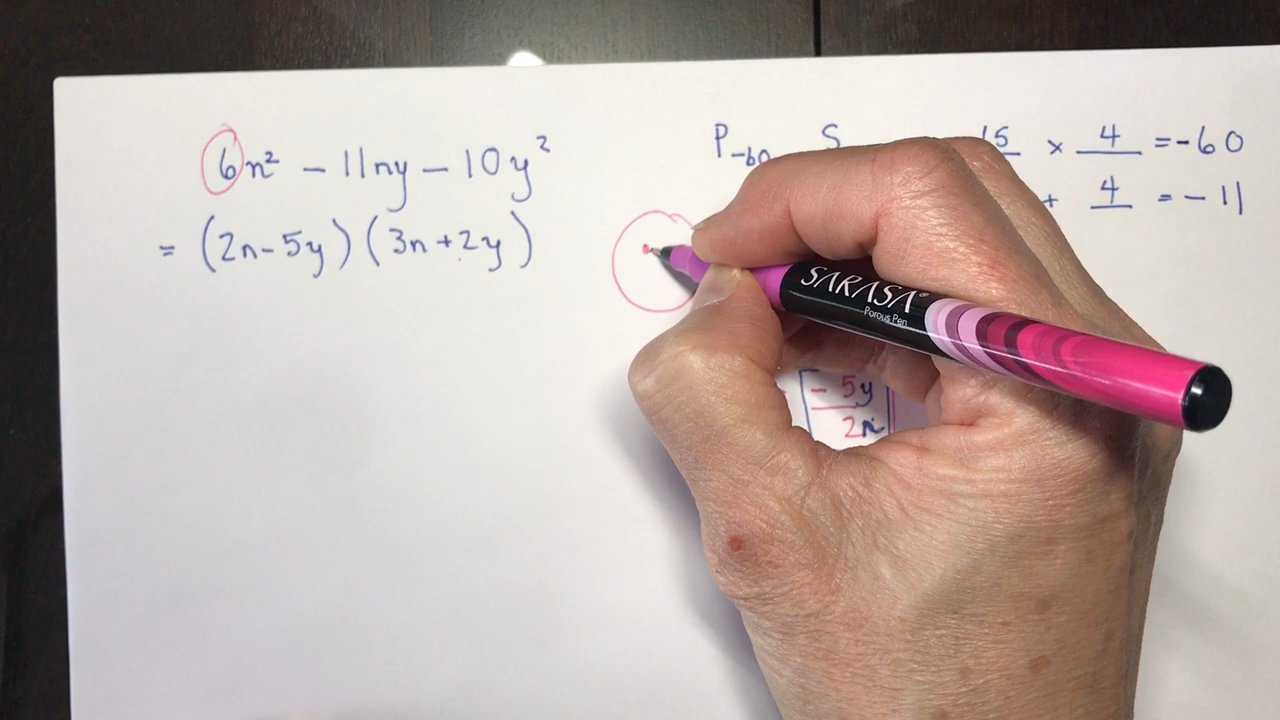 6n² - 11ny - 10y²
= (2n - 5y)(3n + 2y)
P-60 S 15 × 4 = -60
+ 4 = -11
- 5y
2n
SARASA®
Porous Pen